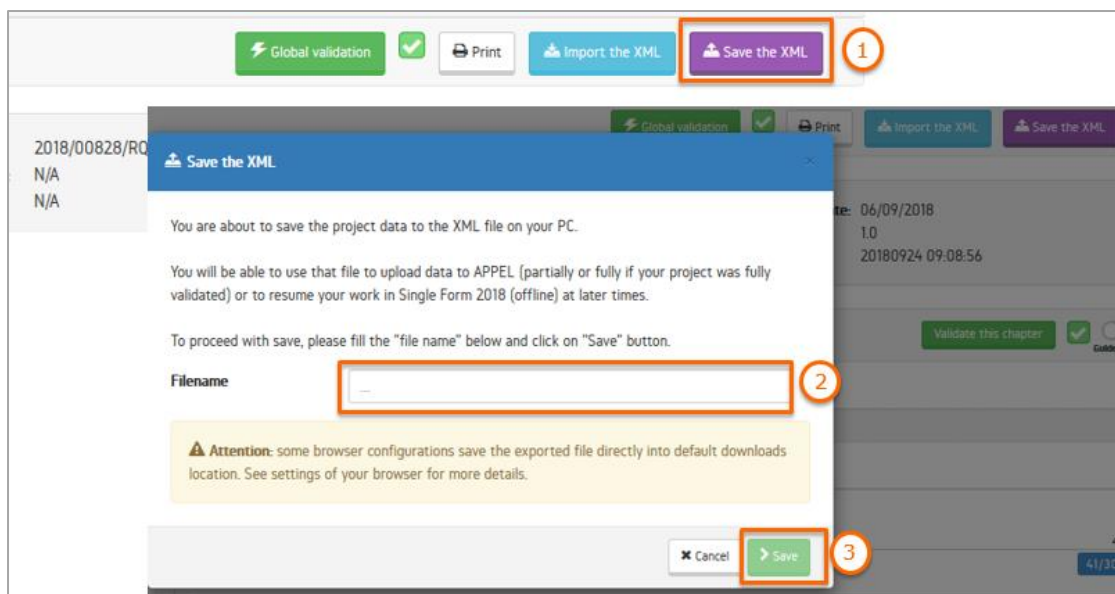 Global validation
Print
Import the XML
Save the XML
1
2018/00828/RQ
N/A
N/A
Global validation
Print
Import the XML
Save the XML
Save the XML
×
te: 06/09/2018
1.0
20180924 09:08:56
You are about to save the project data to the XML file on your PC.
You will be able to use that file to upload data to APPEL (partially or fully if your project was fully
validated) or to resume your work in Single Form 2018 (offline) at later times.
Validate this chapter
To proceed with save, please fill the "file name" below and click on "Save" button.
Filename
2
Attention: some browser configurations save the exported file directly into default downloads
location. See settings of your browser for more details.
Cancel
Save
3
41/30